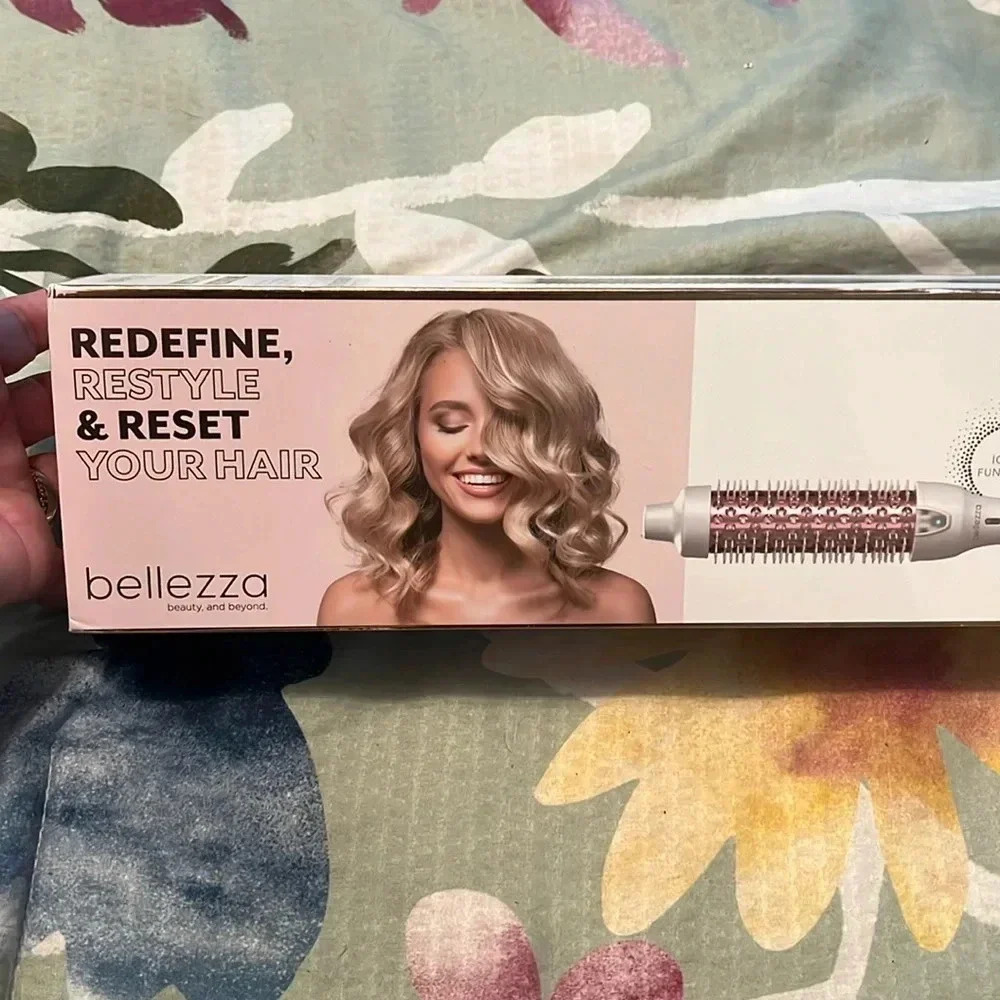 REDEFINE,
RESTYLE
& RESET
YOUR HAIR
bellezza
beauty, and beyond.